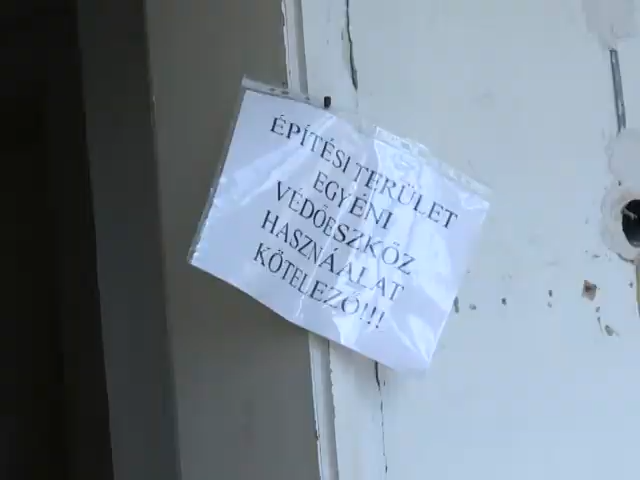 ÉPÍTÉSI TERÜLET
EGYÉNI
VÉDŐESZKÖZ
HASZNÁALAT
KÖTELEZŐ!!!